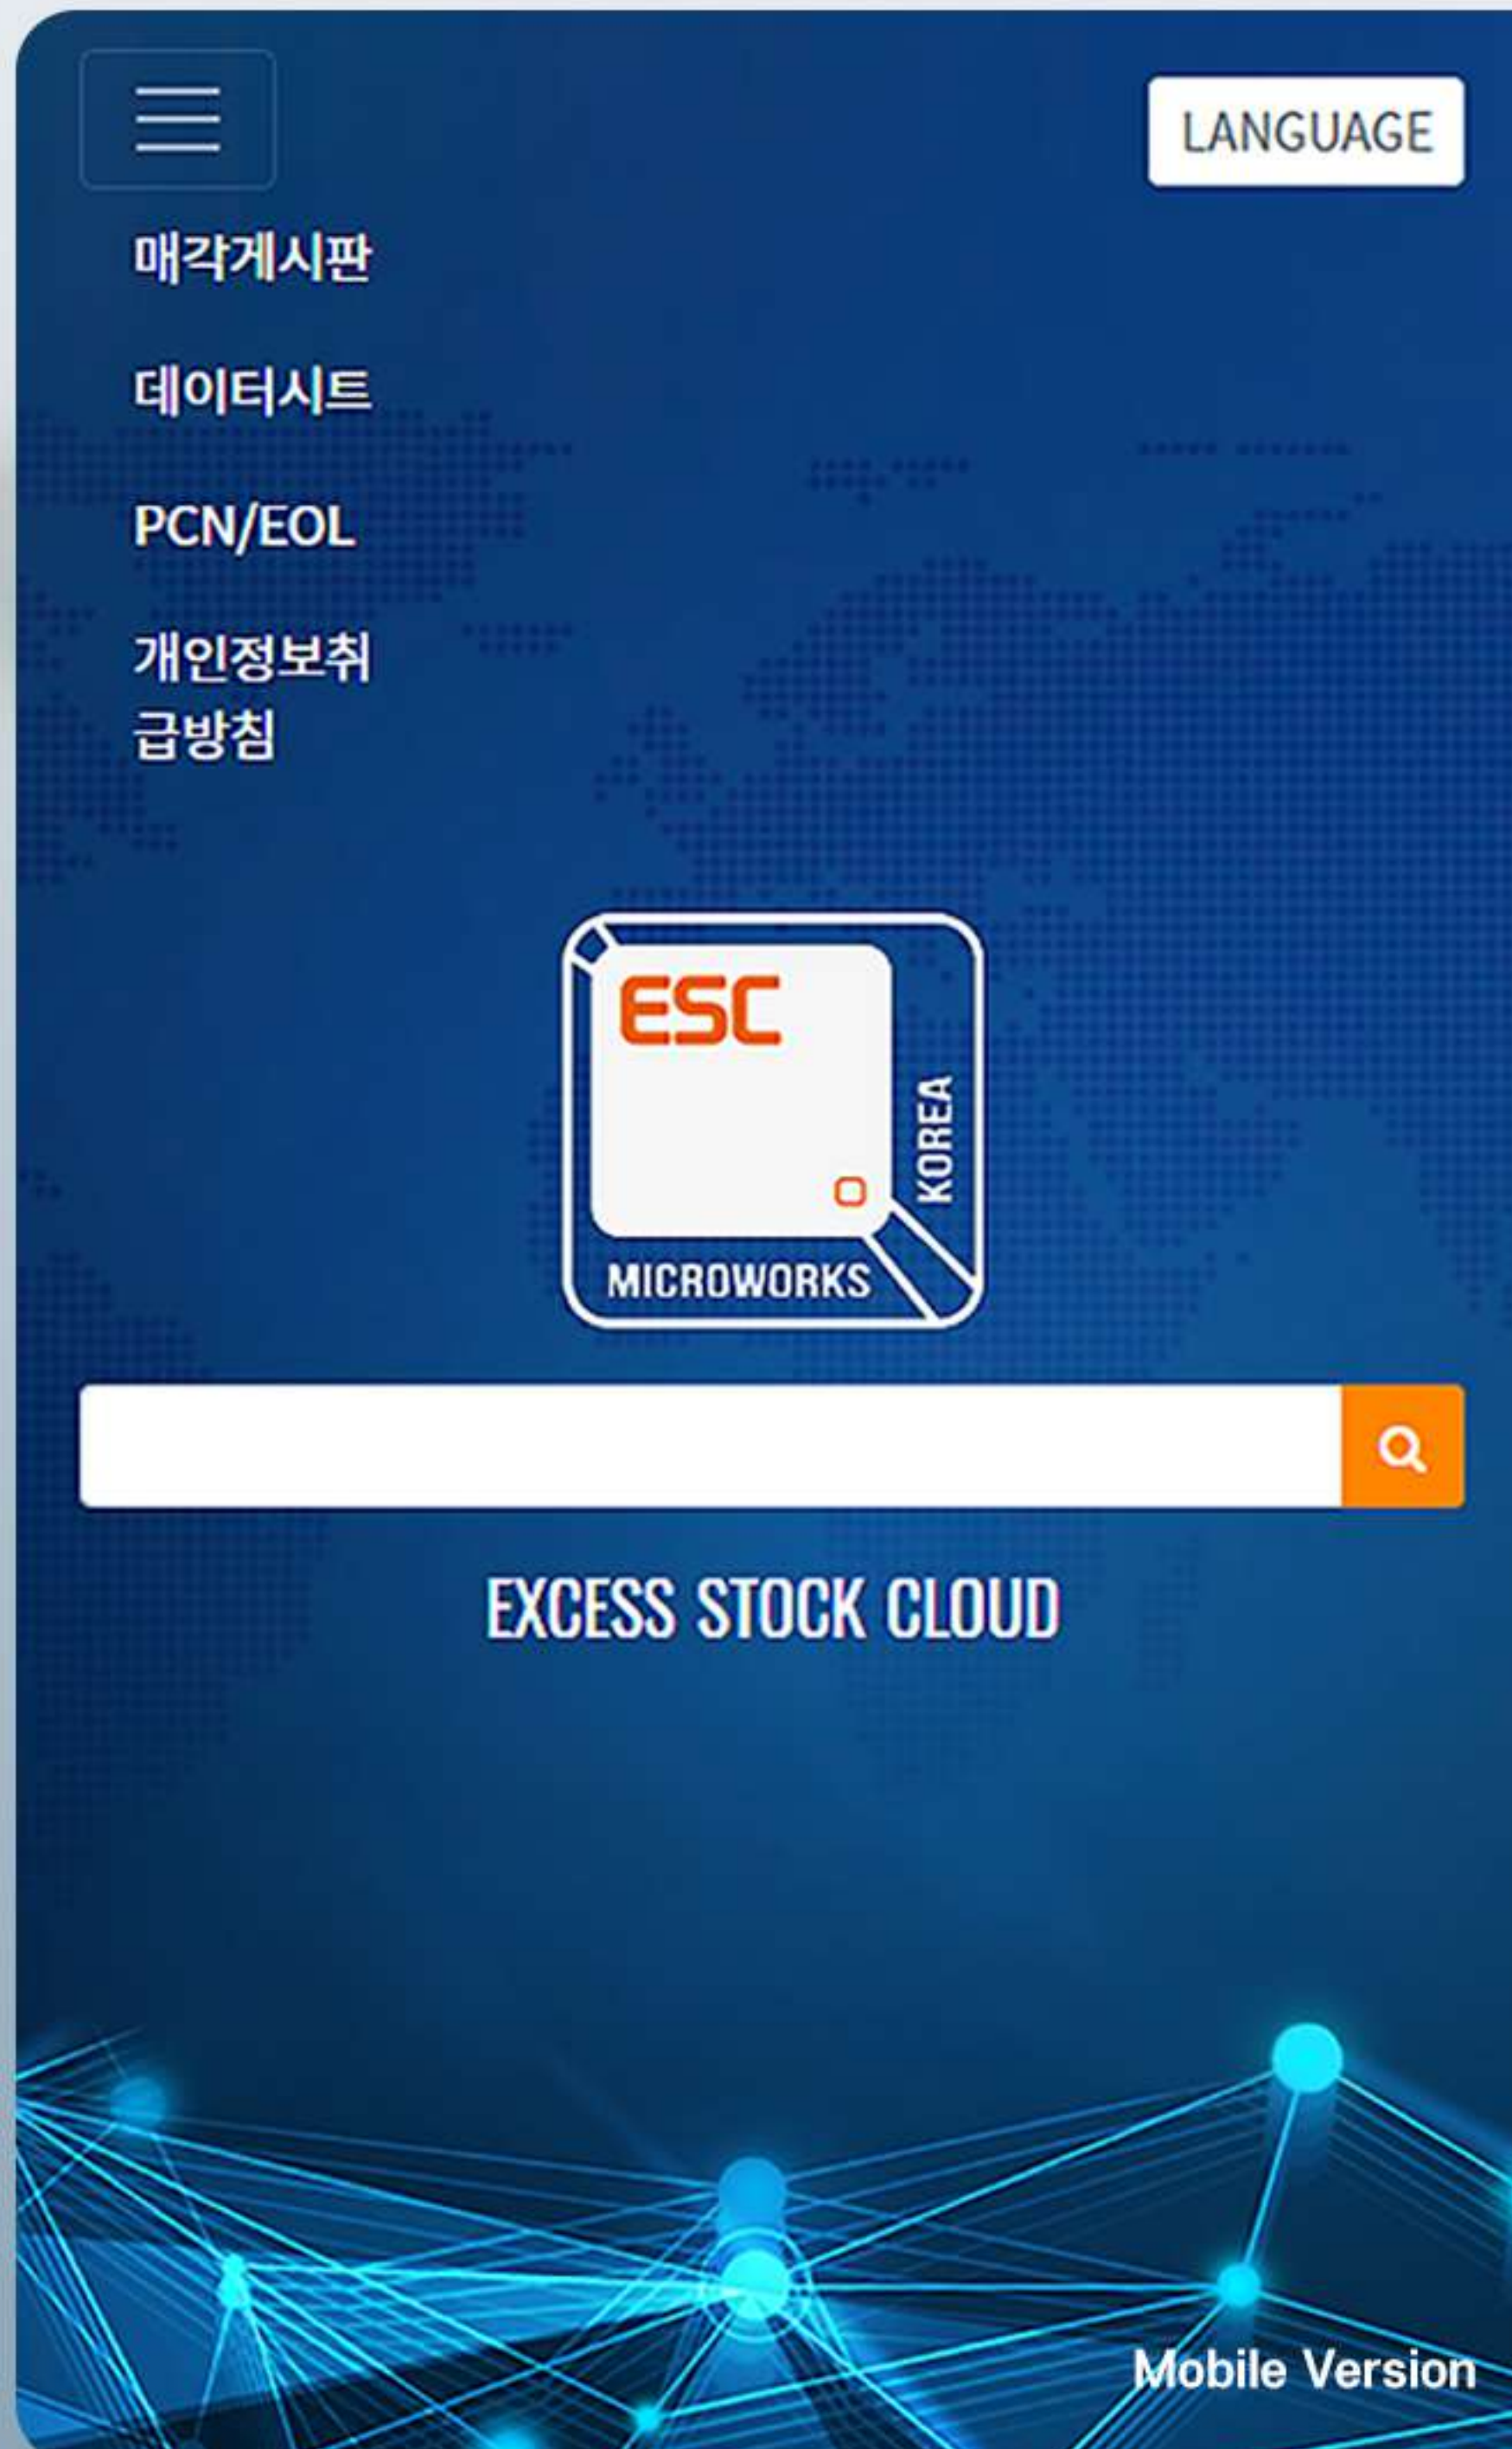 LANGUAGE
매각게시판
데이터시트
PCN/EOL
개인정보취
급방침
ESC
KOREA
MICROWORKS
EXCESS STOCK CLOUD
Mobile Version